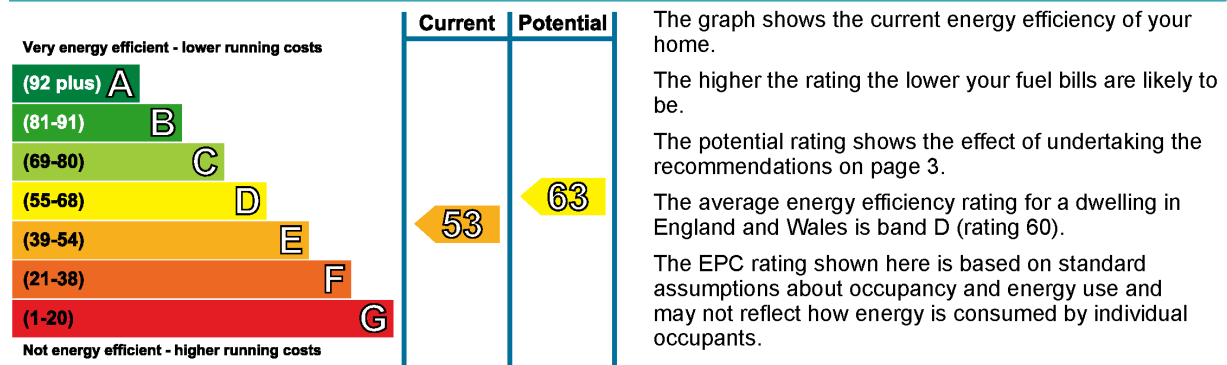 Current Potential
Very energy efficient - lower running costs
(92 plus) A
(81-91) B
(69-80) C
(55-68) D
(39-54) E
(21-38) F
(1-20) G
Not energy efficient - higher running costs
53
63
The graph shows the current energy efficiency of your
home.
The higher the rating the lower your fuel bills are likely to
be.
The potential rating shows the effect of undertaking the
recommendations on page 3.
The average energy efficiency rating for a dwelling in
England and Wales is band D (rating 60).
The EPC rating shown here is based on standard
assumptions about occupancy and energy use and
may not reflect how energy is consumed by individual
occupants.